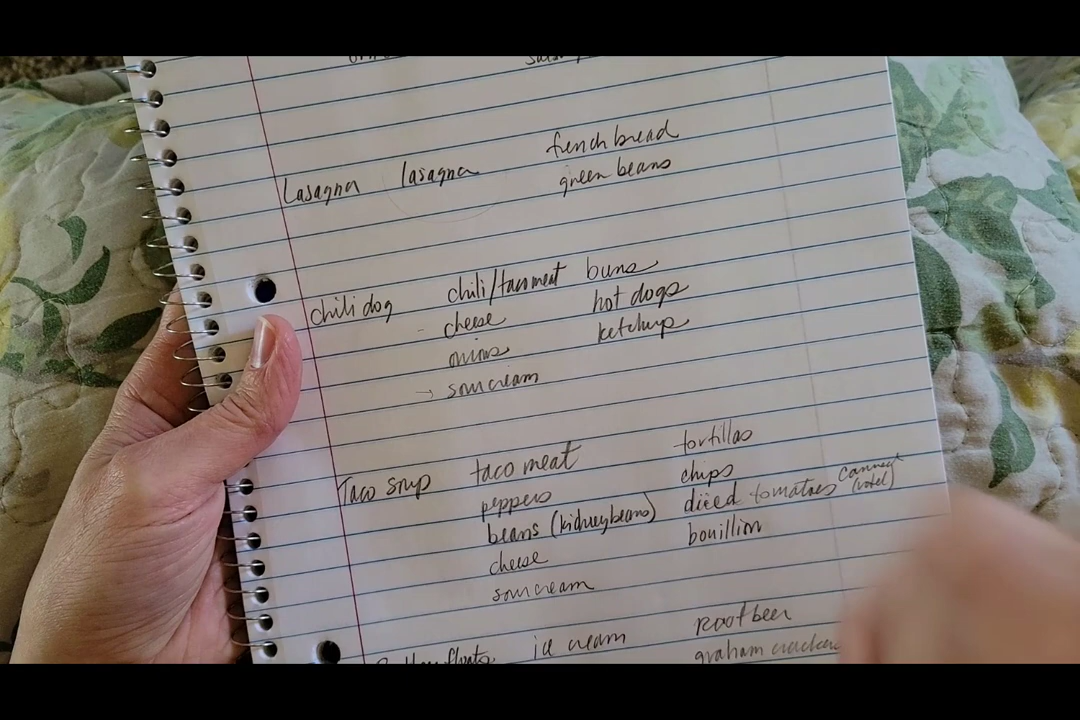 french bread
Lasagna lasagna green beans
chili dog chili/taco meat buns
cheese hot dogs
onions ketchup
→ sour cream
Taco soup taco meat tortillas
peppers chips
beans (kidney beans) diced tomatoes canned (rotel)
cheese bouillion
sour cream
floats ice cream root beer
graham crackers